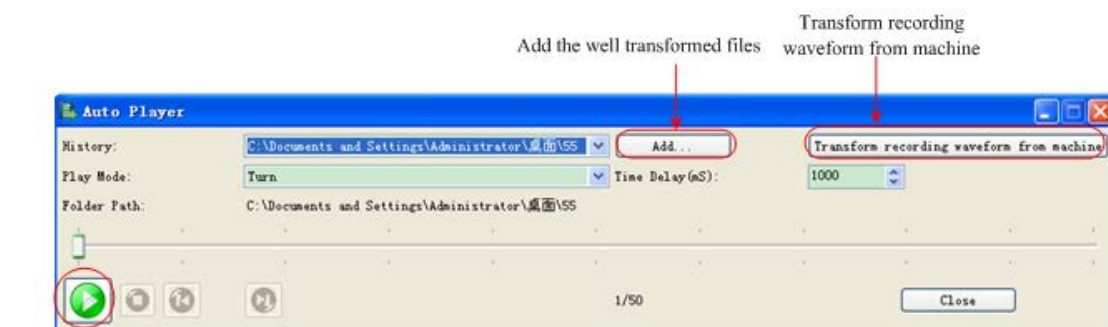 Transform recording
Add the well transformed files waveform from machine
Auto Player
History: C:\Documents and Settings\Administrator\桌面\55 Add... Transform recording waveform from machine
Play Mode: Turn Time Delay(mS): 1000
Folder Path: C:\Documents and Settings\Administrator\桌面\55
1/50 Close